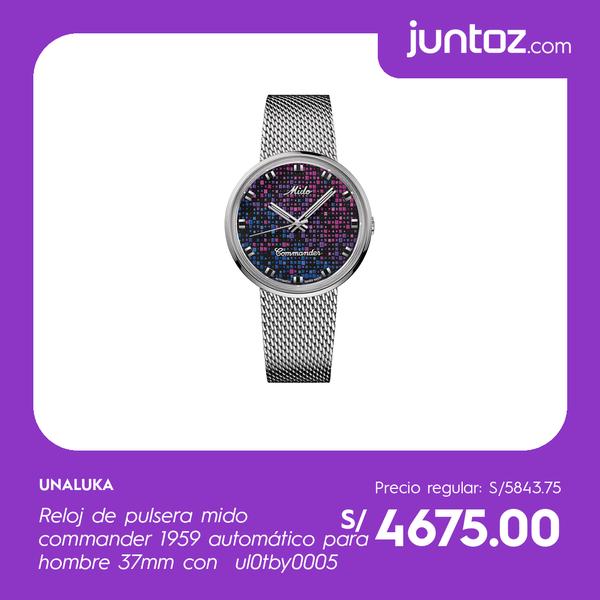 juntoz.com
Mido
Commander
UNALUKA
Precio regular: S/5843.75
Reloj de pulsera mido
commander 1959 automático para
hombre 37mm con ul0tby0005
S/ 4675.00